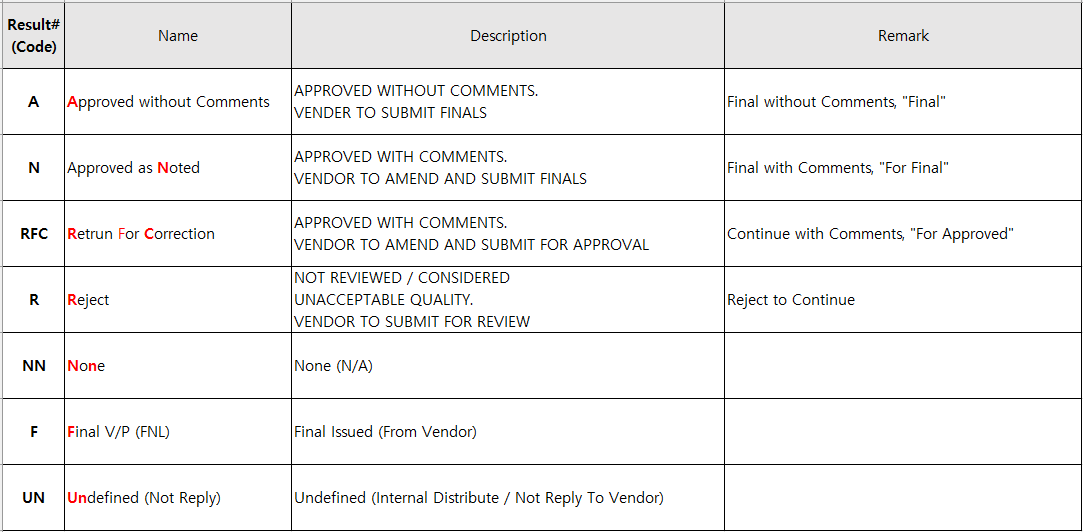 Result#
(Code)
Name
Description
Remark
A
Approved without Comments
APPROVED WITHOUT COMMENTS.
VENDER TO SUBMIT FINALS
Final without Comments, "Final"
N
Approved as Noted
APPROVED WITH COMMENTS.
VENDOR TO AMEND AND SUBMIT FINALS
Final with Comments, "For Final"
RFC
Retrun For Correction
APPROVED WITH COMMENTS.
VENDOR TO AMEND AND SUBMIT FOR APPROVAL
Continue with Comments, "For Approved"
R
Reject
NOT REVIEWED / CONSIDERED
UNACCEPTABLE QUALITY.
VENDOR TO SUBMIT FOR REVIEW
Reject to Continue
NN
None
None (N/A)
F
Final V/P (FNL)
Final Issued (From Vendor)
UN
Undefined (Not Reply)
Undefined (Internal Distribute / Not Reply To Vendor)